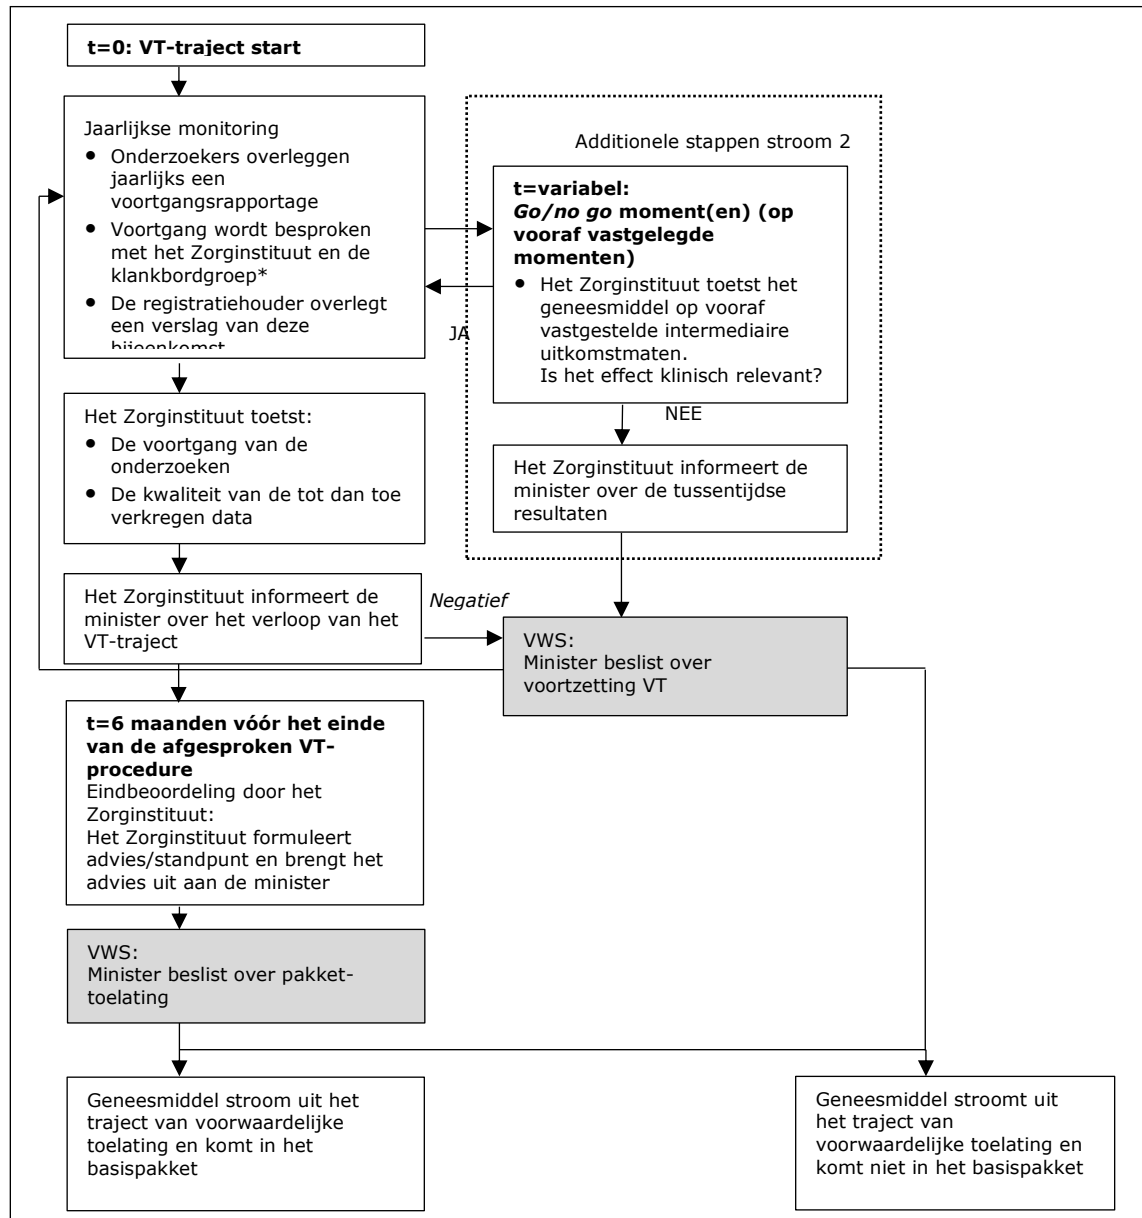 t=0: VT-traject start
Jaarlijkse monitoring
• Onderzoekers overleggen
jaarlijks een
voortgangsrapportage
• Voortgang wordt besproken
met het Zorginstituut en de
klankbordgroep*
• De registratiehouder overlegt
een verslag van deze
bijeenkomst
Additionele stappen stroom 2
t=variabel:
Go/no go moment(en) (op
vooraf vastgelegde
momenten)
• Het Zorginstituut toetst het
geneesmiddel op vooraf
vastgestelde intermediaire
uitkomstmaten.
Is het effect klinisch relevant?
JA
NEE
Het Zorginstituut toetst:
• De voortgang van de
onderzoeken
• De kwaliteit van de tot dan toe
verkregen data
Het Zorginstituut informeert de
minister over de tussentijdse
resultaten
Het Zorginstituut informeert de
minister over het verloop van het
VT-traject
Negatief
VWS:
Minister beslist over
voortzetting VT
t=6 maanden vóór het einde
van de afgesproken VT-
procedure
Eindbeoordeling door het
Zorginstituut:
Het Zorginstituut formuleert
advies/standpunt en brengt het
advies uit aan de minister
VWS:
Minister beslist over pakket-
toelating
Geneesmiddel stroom uit het
traject van voorwaardelijke
toelating en komt in het
basispakket
Geneesmiddel stroomt uit
het traject van
voorwaardelijke toelating en
komt niet in het basispakket